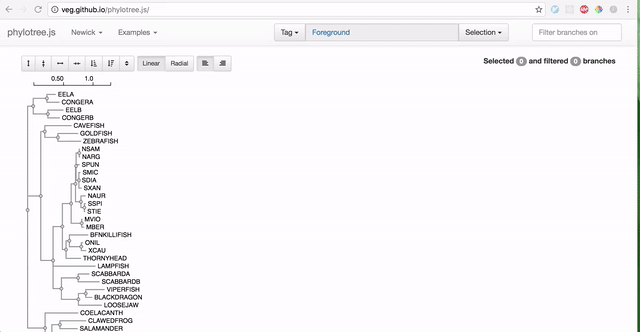 veg.github.io/phylotree.js/
phylotree.js Newick Examples Tag Foreground Selection Filter branches on
Linear Radial Selected 0 and filtered 0 branches
0.50 1.0
EELA
CONGERA
EELB
CONGERB
CAVEFISH
GOLDFISH
ZEBRAFISH
NSAM
NARG
SPUN
SMIC
SDIA
SXAN
NAUR
SSPI
STIE
MVIO
MBER
BFNKILLIFISH
ONIL
XCAU
THORNYHEAD
LAMPFISH
SCABBARDA
SCABBARDB
VIPERFISH
BLACKDRAGON
LOOSEJAW
COELACANTH
CLAWEDFROG
SALAMANDER